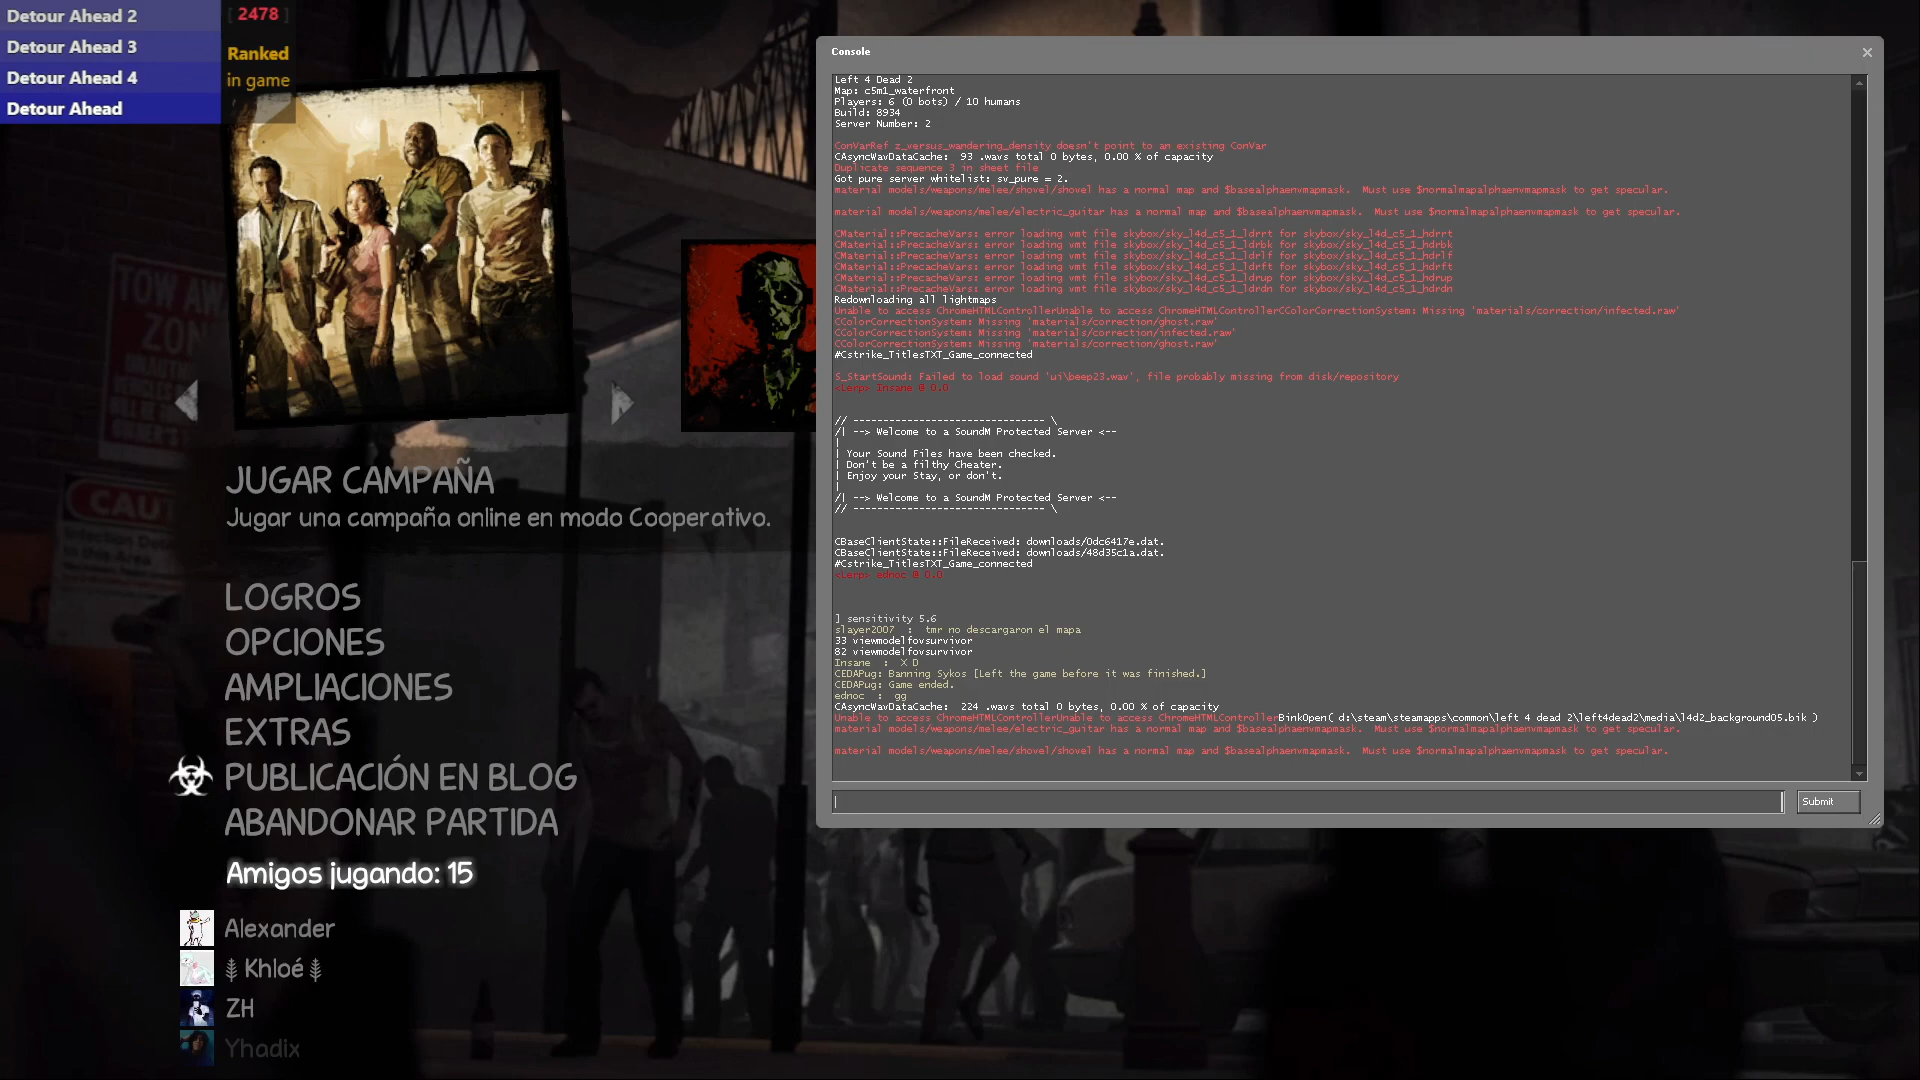 Detour Ahead 2
Detour Ahead 3
Detour Ahead 4
Detour Ahead
[ 2478 ]
Ranked
in game
TOW AWAY
ZONE
CAUT
JUGAR CAMPAÑA
Jugar una campaña online en modo Cooperativo.
LOGROS
OPCIONES
AMPLIACIONES
EXTRAS
PUBLICACIÓN EN BLOG
ABANDONAR PARTIDA
Amigos jugando: 15
Alexander
Khloé
ZH
Yhadix
Console
Left 4 Dead 2
Map: c5m1_waterfront
Players: 6 (0 bots) / 10 humans
Build: 8934
Server Number: 2
ConVarRef z_versus_wandering_density doesn't point to an existing ConVar
CAsyncWavDataCache:  93 .wavs total 0 bytes, 0.00 % of capacity
Duplicate sequence 3 in sheet file
Got pure server whitelist: sv_pure = 2.
material models/weapons/melee/shovel/shovel has a normal map and $basealphaenvmapmask.  Must use $normalmapalphaenvmapmask to get specular.
material models/weapons/melee/electric_guitar has a normal map and $basealphaenvmapmask.  Must use $normalmapalphaenvmapmask to get specular.
CMaterial::PrecacheVars: error loading vmt file skybox/sky_l4d_c5_1_ldrrt for skybox/sky_l4d_c5_1_hdrrt
CMaterial::PrecacheVars: error loading vmt file skybox/sky_l4d_c5_1_ldrbk for skybox/sky_l4d_c5_1_hdrbk
CMaterial::PrecacheVars: error loading vmt file skybox/sky_l4d_c5_1_ldrlf for skybox/sky_l4d_c5_1_hdrlf
CMaterial::PrecacheVars: error loading vmt file skybox/sky_l4d_c5_1_ldrft for skybox/sky_l4d_c5_1_hdrft
CMaterial::PrecacheVars: error loading vmt file skybox/sky_l4d_c5_1_ldrup for skybox/sky_l4d_c5_1_hdrup
CMaterial::PrecacheVars: error loading vmt file skybox/sky_l4d_c5_1_ldrdn for skybox/sky_l4d_c5_1_hdrdn
Redownloading all lightmaps
Unable to access ChromeHTMLControllerUnable to access ChromeHTMLControllerCColorCorrectionSystem: Missing 'materials/correction/infected.raw'
CColorCorrectionSystem: Missing 'materials/correction/ghost.raw'
CColorCorrectionSystem: Missing 'materials/correction/infected.raw'
CColorCorrectionSystem: Missing 'materials/correction/ghost.raw'
#Cstrike_TitlesTXT_Game_connected
S_StartSound: Failed to load sound 'ui\beep23.wav', file probably missing from disk/repository
<Lerp> Insane @ 0.0
// -------------------------------- \
/| --> Welcome to a SoundM Protected Server <--
|
| Your Sound Files have been checked.
| Don't be a filthy Cheater.
| Enjoy your Stay, or don't.
|
/| --> Welcome to a SoundM Protected Server <--
// -------------------------------- \
CBaseClientState::FileReceived: downloads/0dc6417e.dat.
CBaseClientState::FileReceived: downloads/48d35c1a.dat.
#Cstrike_TitlesTXT_Game_connected
<Lerp> ednoc @ 0.0
] sensitivity 5.6
slayer2007  :  tmr no descargaron el mapa
33 viewmodelfovsurvivor
82 viewmodelfovsurvivor
Insane  :  X D
CEDAPug: Banning Sykos [Left the game before it was finished.]
CEDAPug: Game ended.
ednoc  :  gg
CAsyncWavDataCache:  224 .wavs total 0 bytes, 0.00 % of capacity
Unable to access ChromeHTMLControllerUnable to access ChromeHTMLControllerBinkOpen( d:\steam\steamapps\common\left 4 dead 2\left4dead2\media\l4d2_background05.bik )
material models/weapons/melee/electric_guitar has a normal map and $basealphaenvmapmask.  Must use $normalmapalphaenvmapmask to get specular.
material models/weapons/melee/shovel/shovel has a normal map and $basealphaenvmapmask.  Must use $normalmapalphaenvmapmask to get specular.
Submit